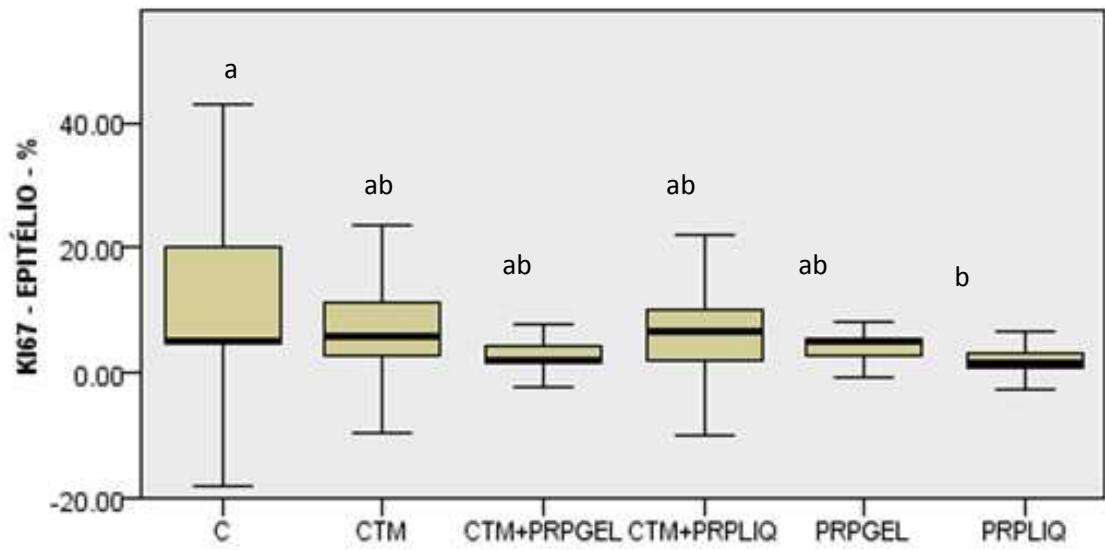 KI67 - EPITÉLIO - %
40.00
20.00
0.00
-20.00
a
ab
ab
ab
ab
b
C CTM CTM+PRPGEL CTM+PRPLIQ PRPGEL PRPLIQ